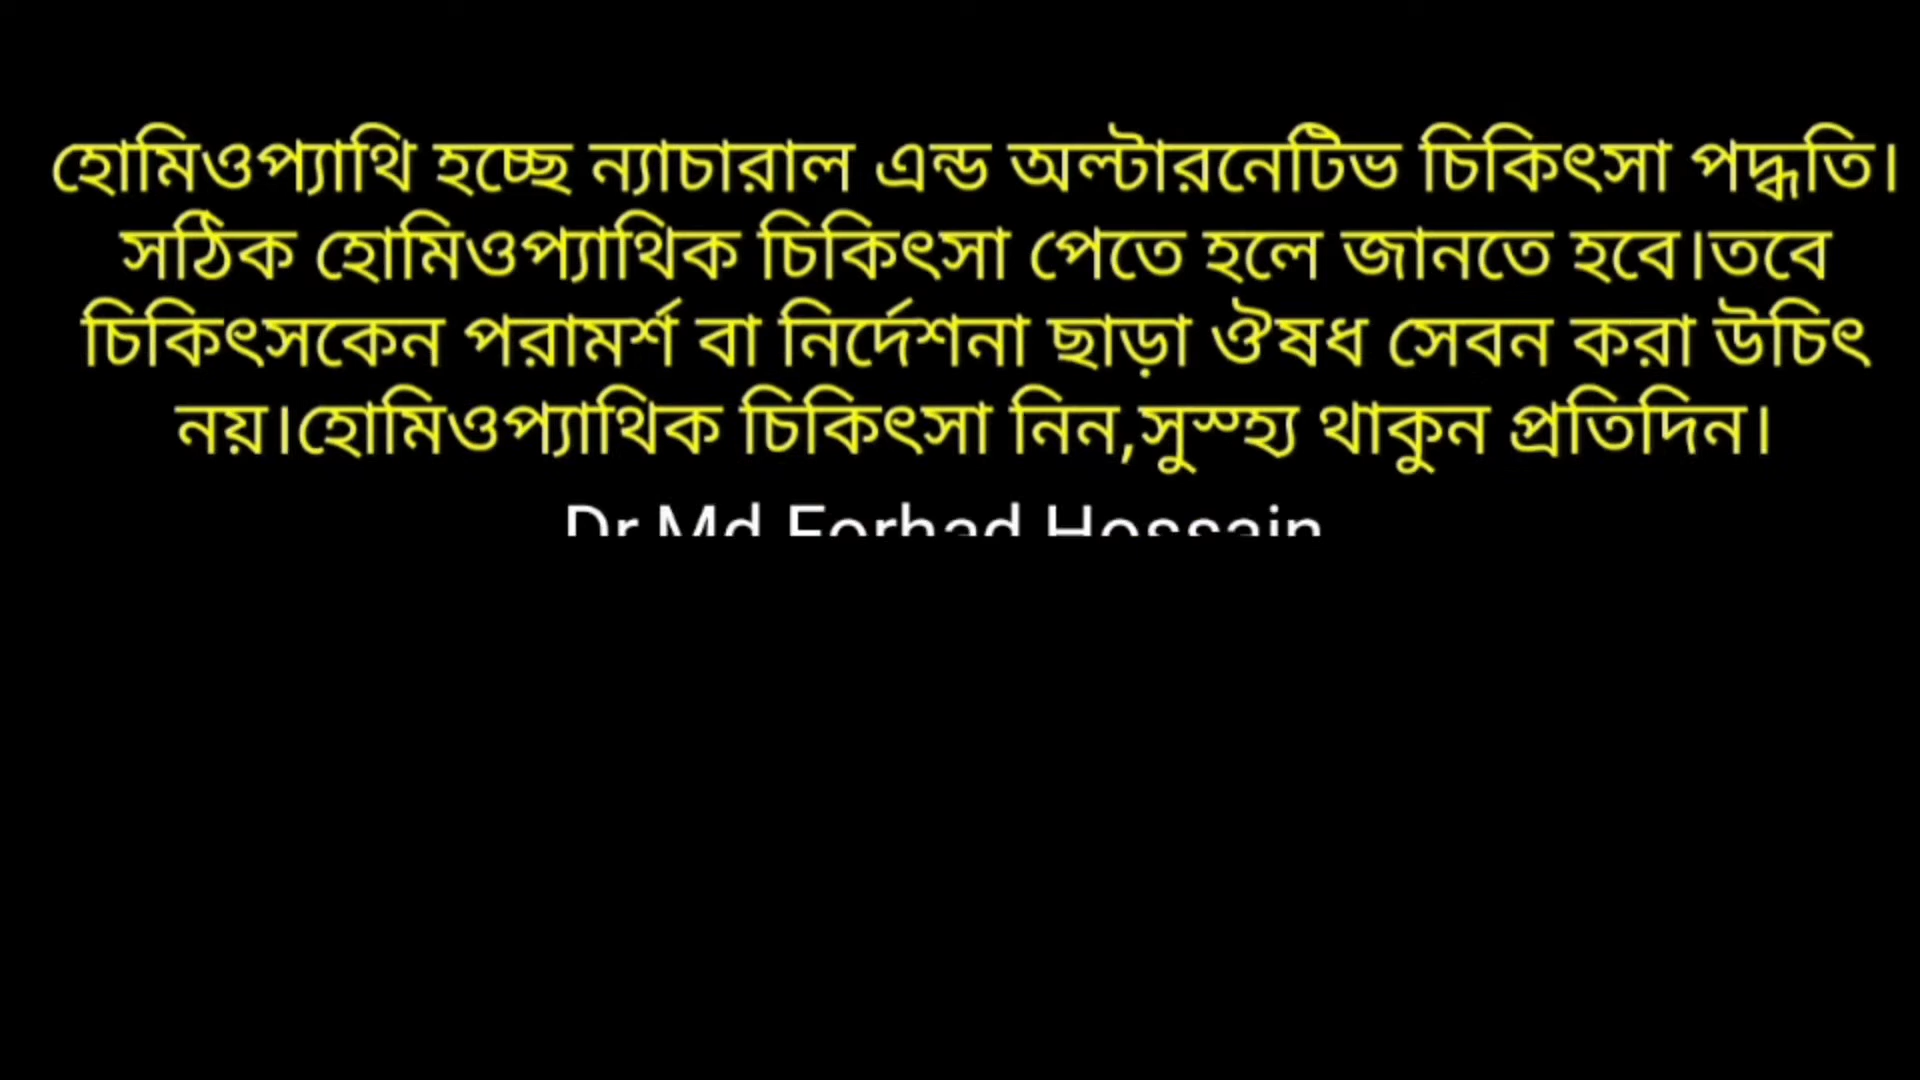 হোমিওপ্যাথি হচ্ছে ন্যাচারাল এন্ড অল্টারনেটিভ চিকিৎসা পদ্ধতি।
সঠিক হোমিওপ্যাথিক চিকিৎসা পেতে হলে জানতে হবে।তবে
চিকিৎসকেন পরামর্শ বা নির্দেশনা ছাড়া ঔষধ সেবন করা উচিৎ
নয়।হোমিওপ্যাথিক চিকিৎসা নিন,সুস্হ্য থাকুন প্রতিদিন।
Dr.Md.Forhad Hossain